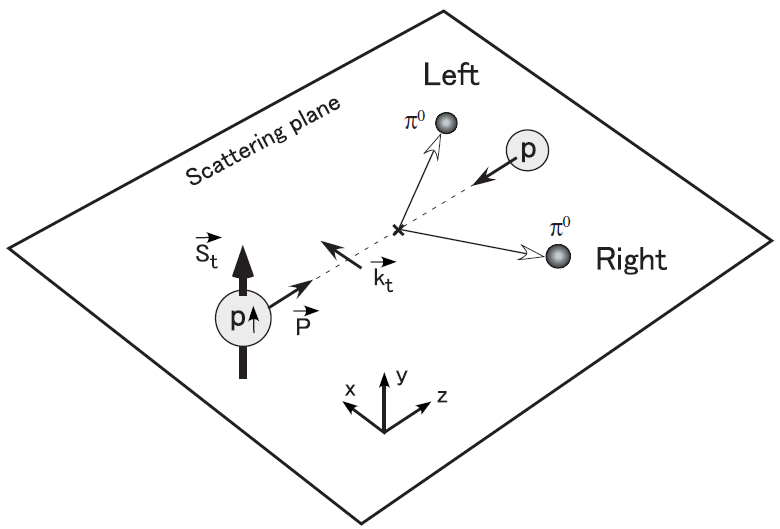 Left
Scattering plane
π⁰
p
π⁰
Right
S⃗t
k⃗t
p↑
P⃗
x
y
z